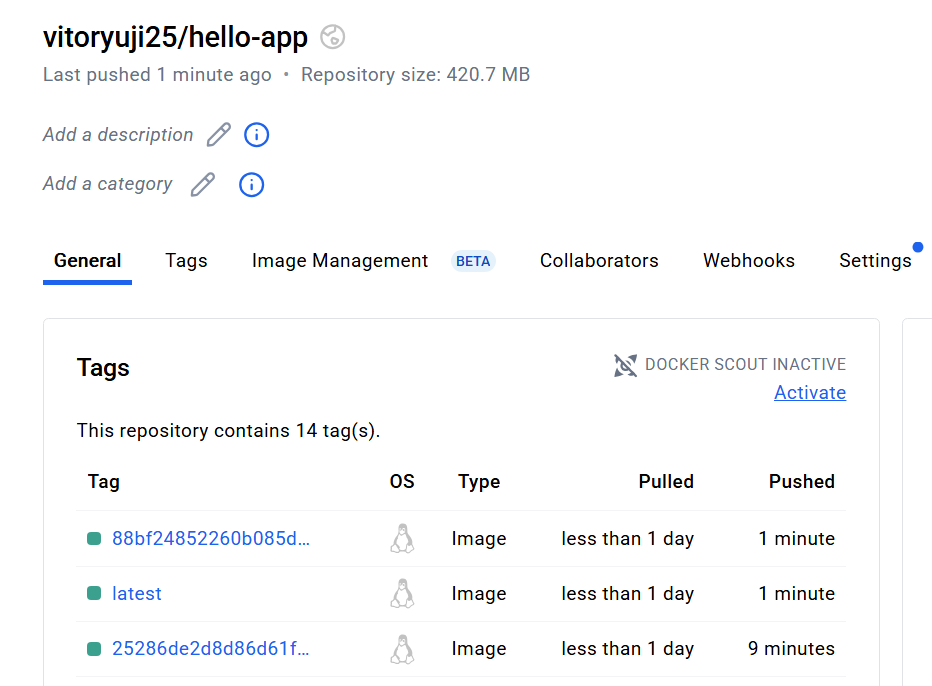 vitoryuji25/hello-app
Last pushed 1 minute ago • Repository size: 420.7 MB
Add a description
Add a category
General Tags Image Management BETA Collaborators Webhooks Settings
Tags
DOCKER SCOUT INACTIVE
Activate
This repository contains 14 tag(s).
Tag OS Type Pulled Pushed
88bf24852260b085d... Image less than 1 day 1 minute
latest Image less than 1 day 1 minute
25286de2d8d86d61f... Image less than 1 day 9 minutes